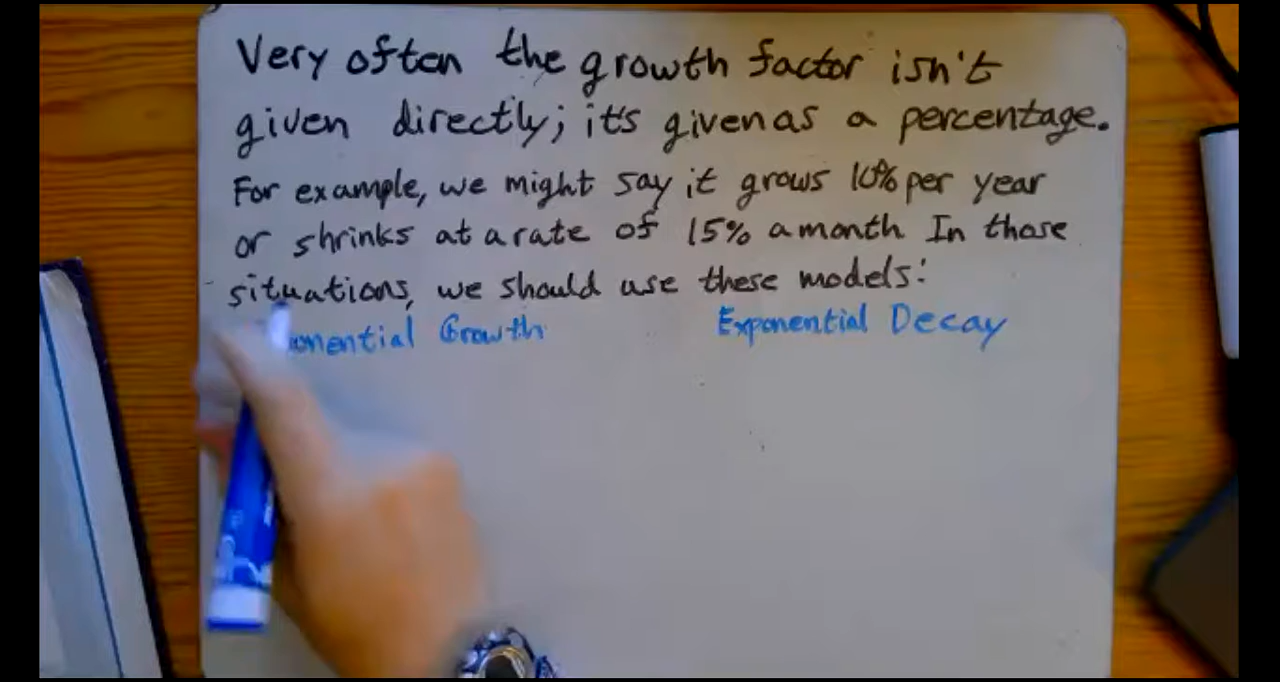 Very often the growth factor isn't
given directly; it's given as a percentage.
For example, we might say it grows 10% per year
or shrinks at a rate of 15% a month In those
situations, we should use these models:
onential Growth
Exponential Decay